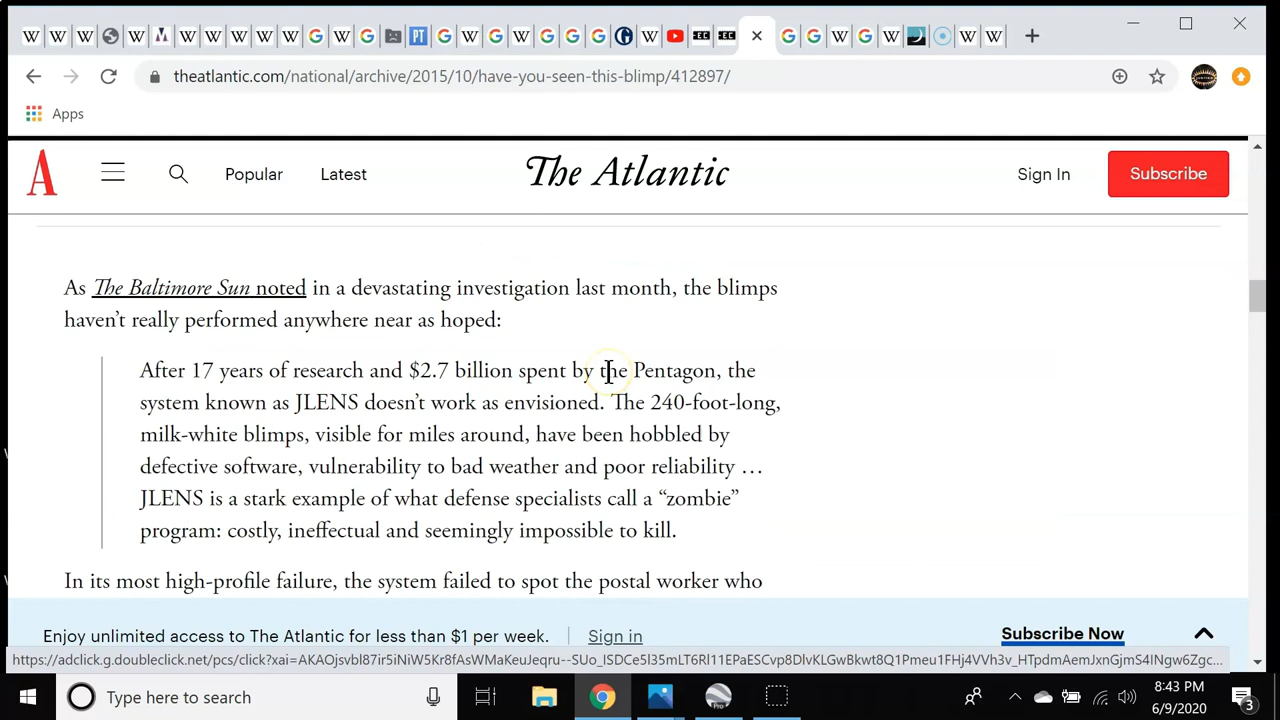 theatlantic.com/national/archive/2015/10/have-you-seen-this-blimp/412897/
Apps
A Popular Latest The Atlantic Sign In Subscribe
As The Baltimore Sun noted in a devastating investigation last month, the blimps
haven’t really performed anywhere near as hoped:
After 17 years of research and $2.7 billion spent by the Pentagon, the
system known as JLENS doesn’t work as envisioned. The 240-foot-long,
milk-white blimps, visible for miles around, have been hobbled by
defective software, vulnerability to bad weather and poor reliability …
JLENS is a stark example of what defense specialists call a “zombie”
program: costly, ineffectual and seemingly impossible to kill.
In its most high-profile failure, the system failed to spot the postal worker who
Enjoy unlimited access to The Atlantic for less than $1 per week. Sign in Subscribe Now
Type here to search
8:43 PM
6/9/2020
3